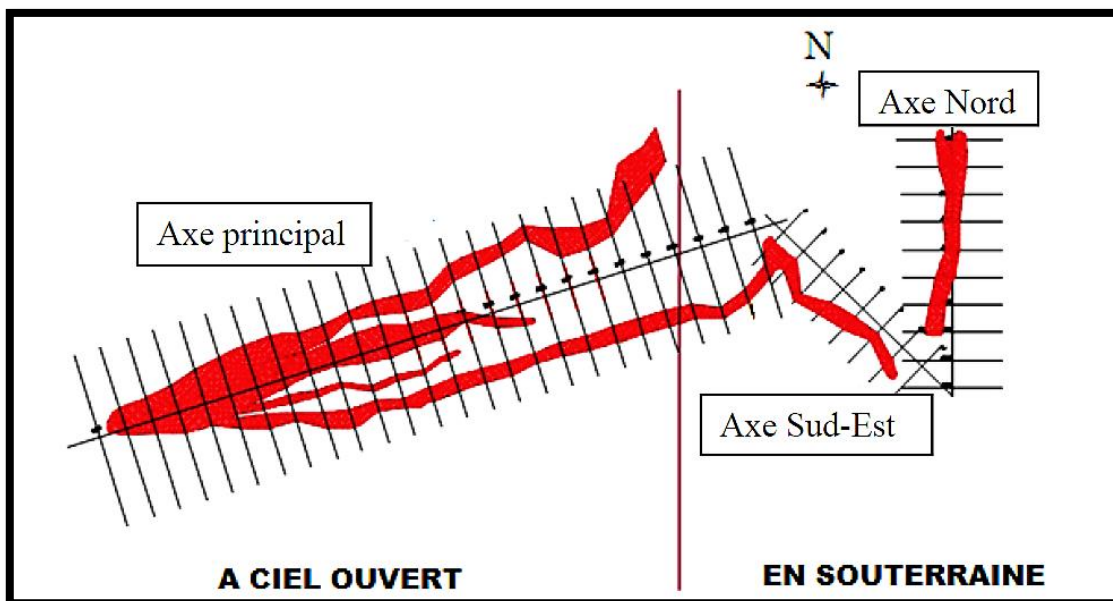 N
Axe Nord
Axe principal
Axe Sud-Est
A CIEL OUVERT
EN SOUTERRAINE